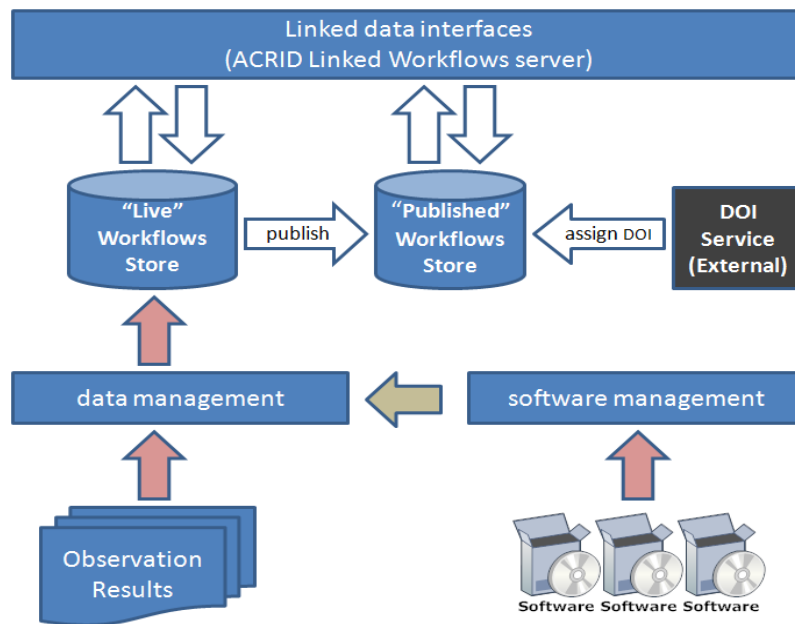 Linked data interfaces
(ACRID Linked Workflows server)
“Live”
Workflows
Store
publish
“Published”
Workflows
Store
assign DOI
DOI
Service
(External)
data management
software management
Observation
Results
Software Software Software